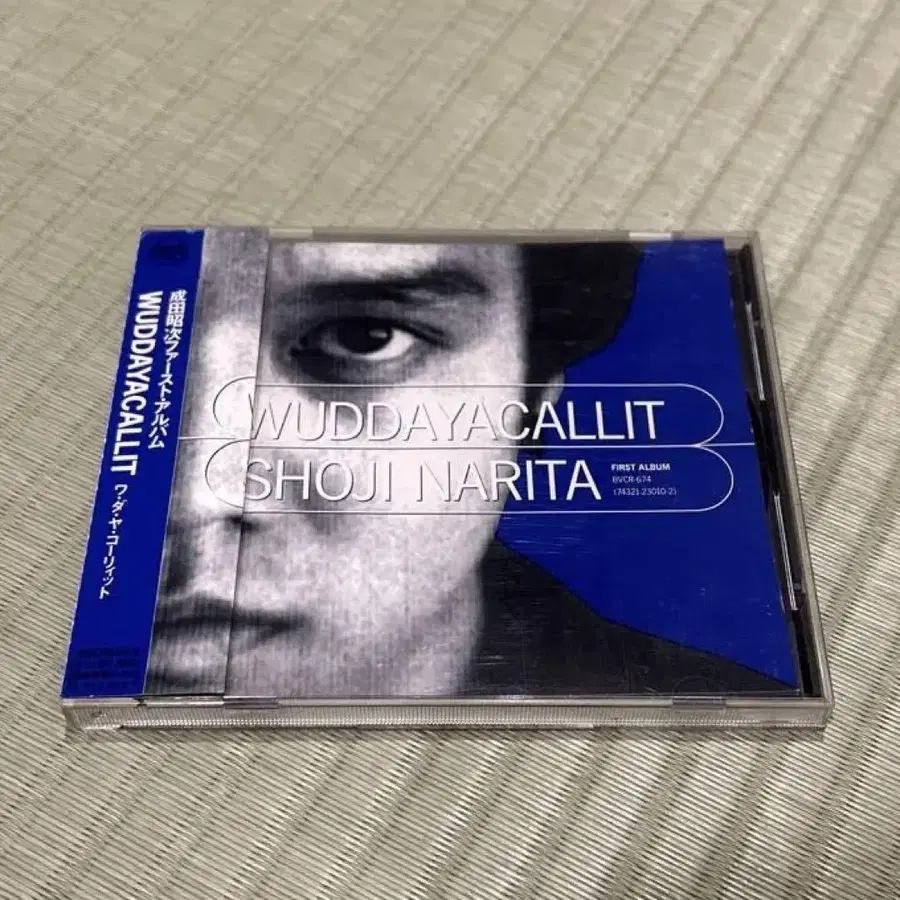 成田昭次ファースト・アルバム
WUDDAYACALLIT ワ・ダ・ヤ・コーリィット
WUDDAYACALLIT
SHOJI NARITA
FIRST ALBUM
BVCR-674
(74321-23010-2)